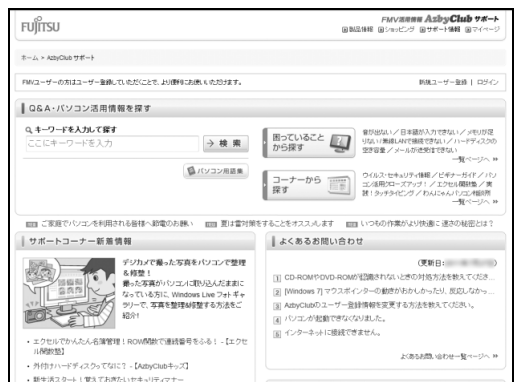 FUJITSU
FMV活用情報 AzbyClub サポート
製品情報 ショッピング サポート情報 マイページ
ホーム > AzbyClub サポート
FMVユーザーの方はユーザー登録していただくことで、より便利にお使いいただけます。
新規ユーザー登録 | ログイン
Q&A・パソコン活用情報を探す
キーワードを入力して探す
ここにキーワードを入力
→ 検 索
パソコン用語集
困っていること
から探す
音が出ない／日本語が入力できない／メモリが足
りない／無線LANで接続できない／ハードディスクの
空き容量／メールが送受信できない
一覧ページへ »
コーナーから
探す
ウイルス・セキュリティ情報／ビギナーガイド／パソ
コン活用クローズアップ！／エクセル関数塾／実
践！タッチタイピング／わんにゃんパソコン相談所
一覧ページへ »
ご家庭でパソコンを利用される皆様へ節電のお願い
夏は雷対策をすることをオススメします
いつもの作業がより快適に 速さの秘密とは？
サポートコーナー新着情報
デジカメで撮った写真をパソコンで整理
＆修整！
撮った写真がパソコンに取り込んだままに
なっている方に、Windows Live フォトギャ
ラリーで、写真を整理&修整する方法をご
紹介！
・エクセルでかんたん名簿管理！ROW関数で連続番号をふる！ -【エクセ
ル関数塾】
・外付けハードディスクってなに？ -【AzbyClubキッズ】
・新生活スタート！覚えておきたいセキュリティマナー
よくあるお問い合わせ
(更新日:
1 CD-ROMやDVD-ROMが認識されないときの対処方法を教えてくださ...
2 [Windows 7] マウスポインターの動きがおかしかったり、反応しなかっ...
3 AzbyClubのユーザー登録情報を変更する方法を教えてください。
4 パソコンが起動できなくなりました。
5 インターネットに接続できません。
よくあるお問い合わせ一覧ページへ »